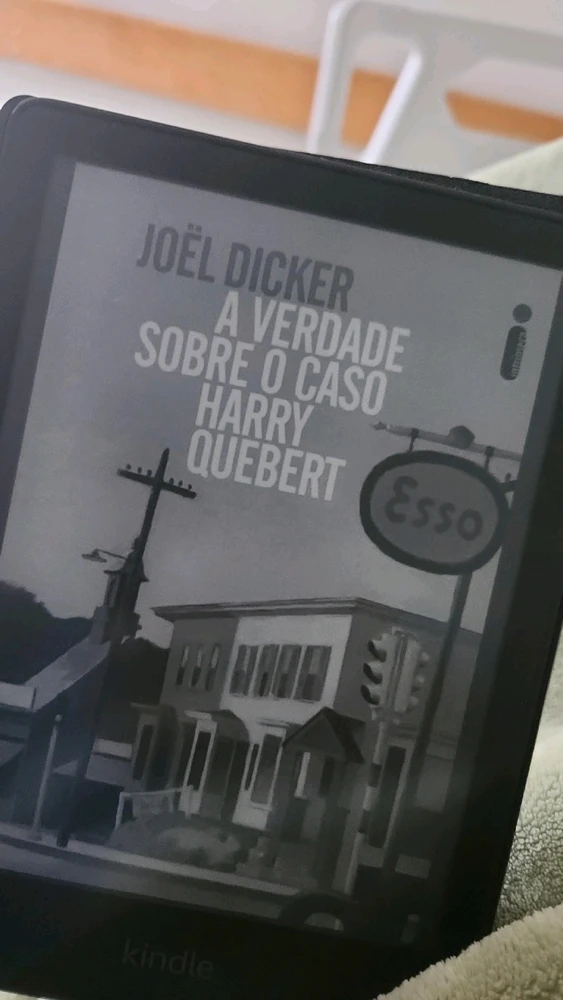 JOËL DICKER
A VERDADE
SOBRE O CASO
HARRY
QUEBERT
Esso
kindle